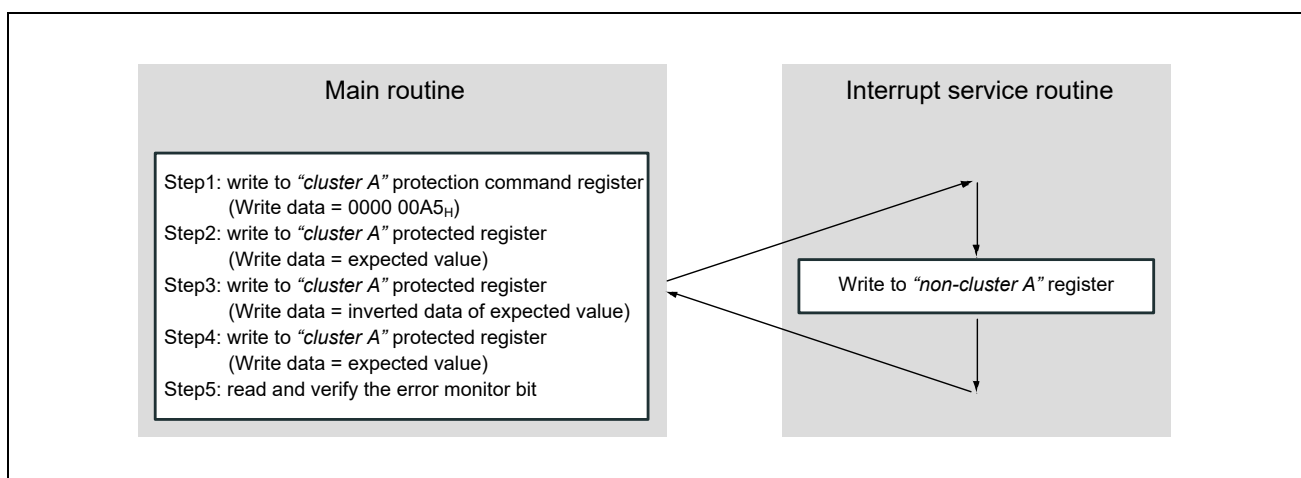 Main routine
Step1: write to “cluster A” protection command register
(Write data = 0000 00A5H)
Step2: write to “cluster A” protected register
(Write data = expected value)
Step3: write to “cluster A” protected register
(Write data = inverted data of expected value)
Step4: write to “cluster A” protected register
(Write data = expected value)
Step5: read and verify the error monitor bit
Interrupt service routine
Write to “non-cluster A” register